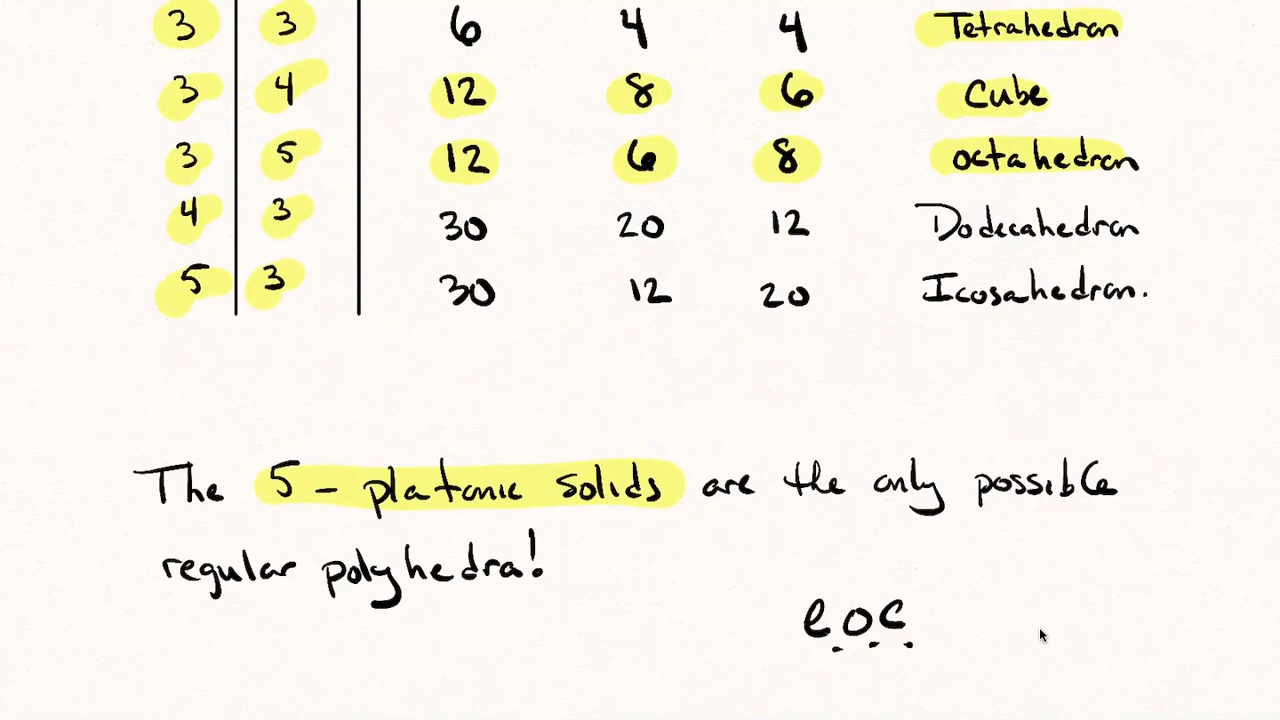 3 3 6 4 4 Tetrahedron
3 4 12 8 6 Cube
3 5 12 6 8 octahedron
4 3 30 20 12 Dodecahedron
5 3 30 12 20 Icosahedron.
The 5 - platonic solids are the only possible
regular polyhedra!
e.o.c.